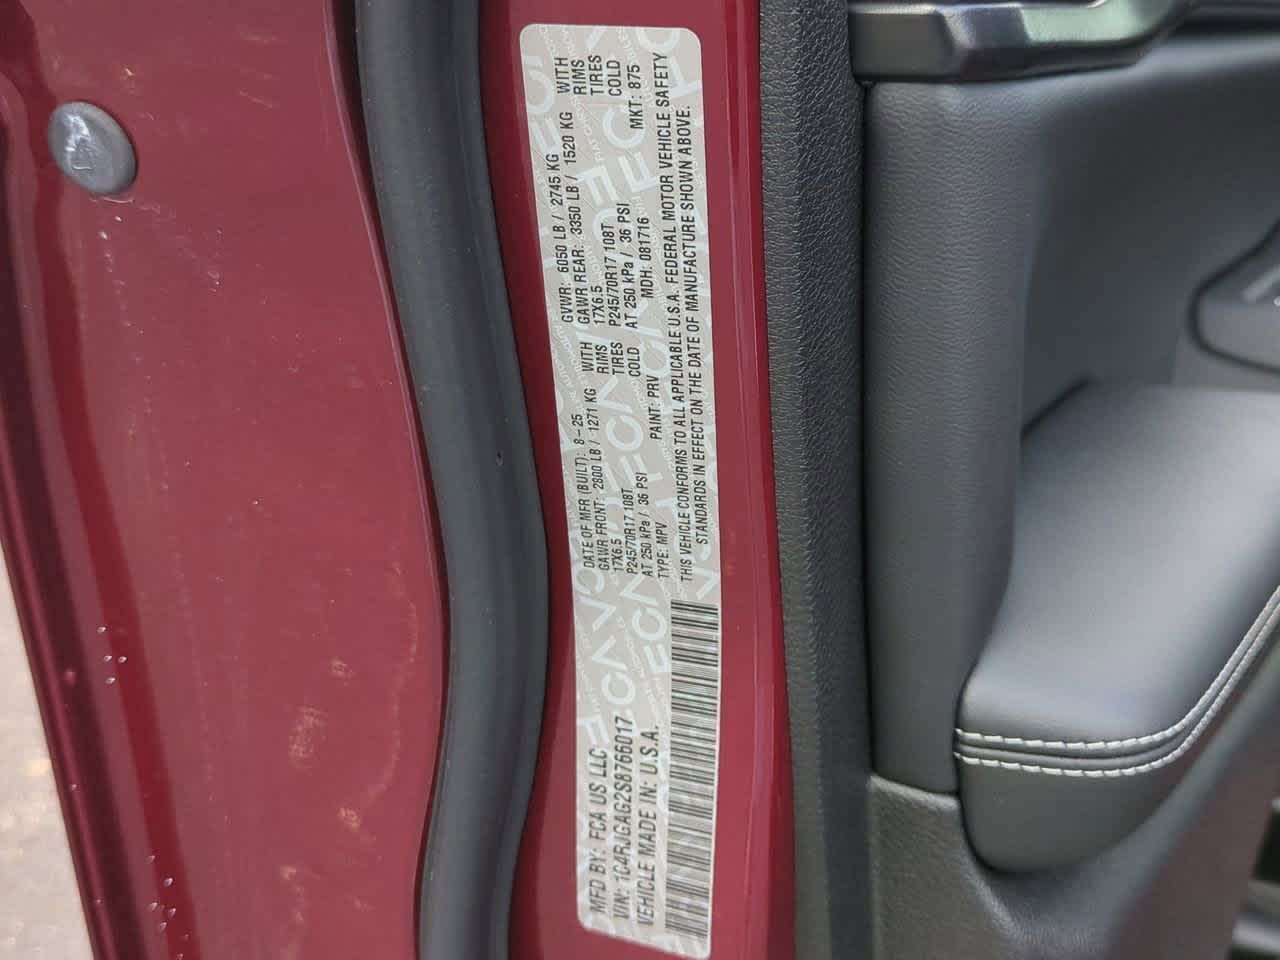 MFD BY: FCA US LLC
VIN: 1C4RJGAG2S8766017
VEHICLE MADE IN: U.S.A.
DATE OF MFR (BUILT): 8-25 GVWR: 6050 LB / 2745 KG
GAWR FRONT: 2800 LB / 1271 KG WITH GAWR REAR: 3350 LB / 1520 KG WITH
17X6.5 RIMS 17X6.5 RIMS
P245/70R17 108T TIRES P245/70R17 108T TIRES
AT 250 kPa / 36 PSI COLD AT 250 kPa / 36 PSI COLD
TYPE: MPV PAINT: PRV MDH: 081716 MKT: 875
THIS VEHICLE CONFORMS TO ALL APPLICABLE U.S.A. FEDERAL MOTOR VEHICLE SAFETY
STANDARDS IN EFFECT ON THE DATE OF MANUFACTURE SHOWN ABOVE.